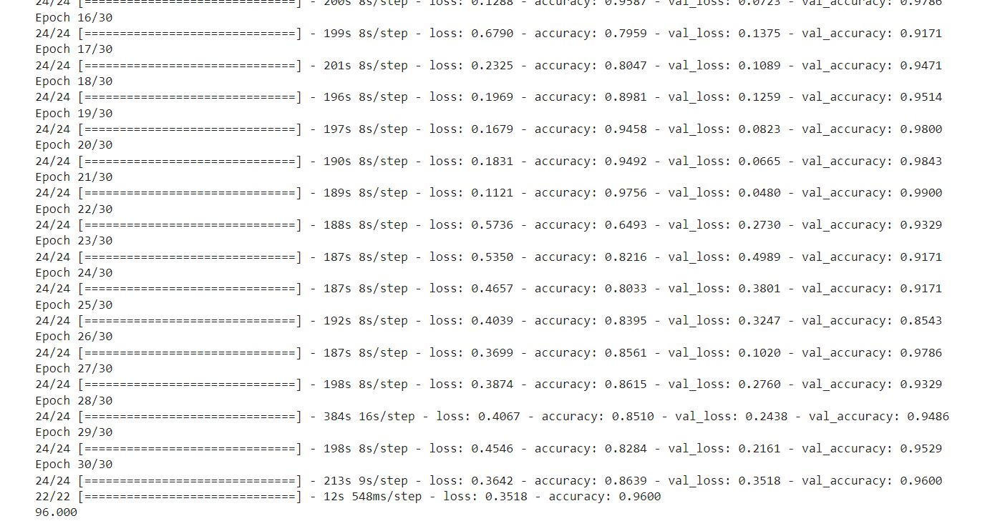 24/24 [==============================] - 200s 8s/step - loss: 0.1288 - accuracy: 0.9587 - val_loss: 0.0723 - val_accuracy: 0.9786
Epoch 16/30
24/24 [==============================] - 199s 8s/step - loss: 0.6790 - accuracy: 0.7959 - val_loss: 0.1375 - val_accuracy: 0.9171
Epoch 17/30
24/24 [==============================] - 201s 8s/step - loss: 0.2325 - accuracy: 0.8047 - val_loss: 0.1089 - val_accuracy: 0.9471
Epoch 18/30
24/24 [==============================] - 196s 8s/step - loss: 0.1969 - accuracy: 0.8981 - val_loss: 0.1259 - val_accuracy: 0.9514
Epoch 19/30
24/24 [==============================] - 197s 8s/step - loss: 0.1679 - accuracy: 0.9458 - val_loss: 0.0823 - val_accuracy: 0.9800
Epoch 20/30
24/24 [==============================] - 190s 8s/step - loss: 0.1831 - accuracy: 0.9492 - val_loss: 0.0665 - val_accuracy: 0.9843
Epoch 21/30
24/24 [==============================] - 189s 8s/step - loss: 0.1121 - accuracy: 0.9756 - val_loss: 0.0480 - val_accuracy: 0.9900
Epoch 22/30
24/24 [==============================] - 188s 8s/step - loss: 0.5736 - accuracy: 0.6493 - val_loss: 0.2730 - val_accuracy: 0.9329
Epoch 23/30
24/24 [==============================] - 187s 8s/step - loss: 0.5350 - accuracy: 0.8216 - val_loss: 0.4989 - val_accuracy: 0.9171
Epoch 24/30
24/24 [==============================] - 187s 8s/step - loss: 0.4657 - accuracy: 0.8033 - val_loss: 0.3801 - val_accuracy: 0.9171
Epoch 25/30
24/24 [==============================] - 192s 8s/step - loss: 0.4039 - accuracy: 0.8395 - val_loss: 0.3247 - val_accuracy: 0.8543
Epoch 26/30
24/24 [==============================] - 187s 8s/step - loss: 0.3699 - accuracy: 0.8561 - val_loss: 0.1020 - val_accuracy: 0.9786
Epoch 27/30
24/24 [==============================] - 198s 8s/step - loss: 0.3874 - accuracy: 0.8615 - val_loss: 0.2760 - val_accuracy: 0.9329
Epoch 28/30
24/24 [==============================] - 384s 16s/step - loss: 0.4067 - accuracy: 0.8510 - val_loss: 0.2438 - val_accuracy: 0.9486
Epoch 29/30
24/24 [==============================] - 198s 8s/step - loss: 0.4546 - accuracy: 0.8284 - val_loss: 0.2161 - val_accuracy: 0.9529
Epoch 30/30
24/24 [==============================] - 213s 9s/step - loss: 0.3642 - accuracy: 0.8639 - val_loss: 0.3518 - val_accuracy: 0.9600
22/22 [==============================] - 12s 548ms/step - loss: 0.3518 - accuracy: 0.9600
96.000